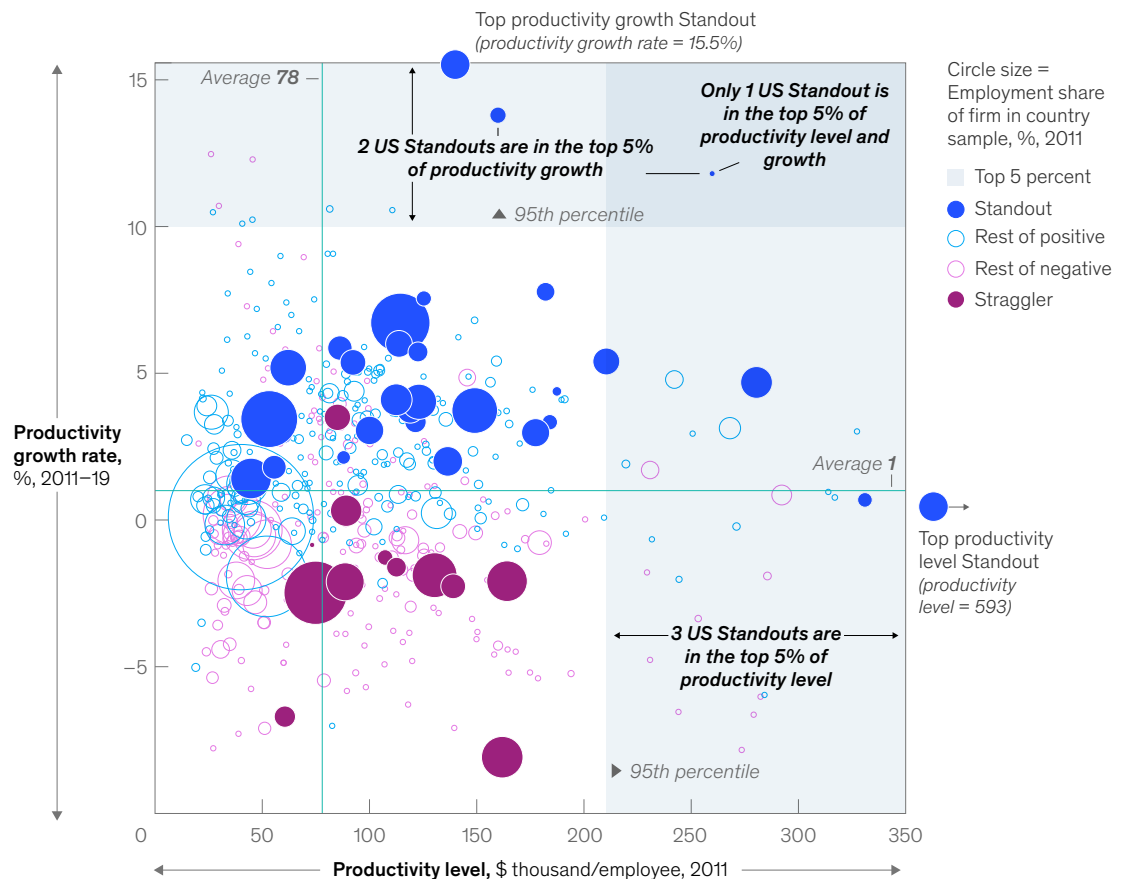 Top productivity growth Standout
(productivity growth rate = 15.5%)
Average 78
Only 1 US Standout is
in the top 5% of
productivity level and
growth
2 US Standouts are in the top 5%
of productivity growth
95th percentile
Circle size =
Employment share
of firm in country
sample, %, 2011
Top 5 percent
Standout
Rest of positive
Rest of negative
Straggler
Productivity
growth rate,
%, 2011–19
15
10
5
0
–5
Average 1
Top productivity
level Standout
(productivity
level = 593)
3 US Standouts are
in the top 5% of
productivity level
95th percentile
0
50
100
150
200
250
300
350
Productivity level, $ thousand/employee, 2011